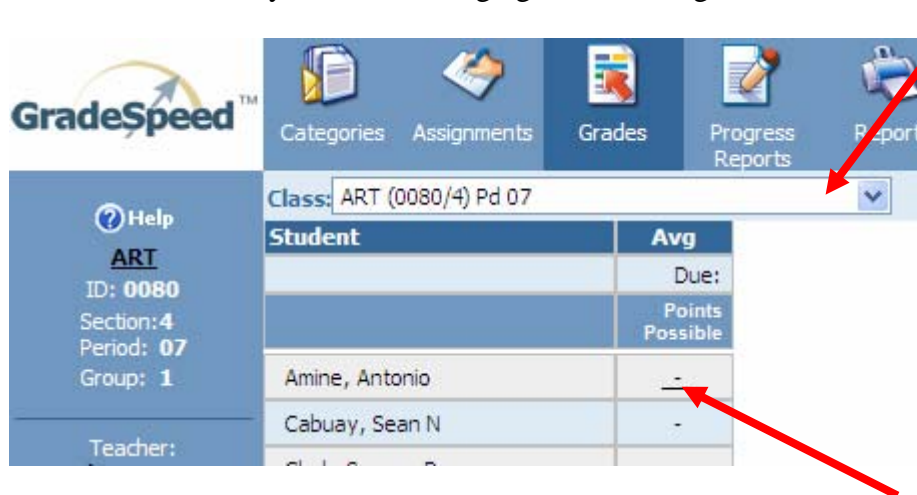 GradeSpeed™
Categories
Assignments
Grades
Progress
Reports
Class: ART (0080/4) Pd 07
Help
ART
ID: 0080
Section:4
Period: 07
Group: 1
Teacher:
Student Avg
Due:
Points
Possible
Amine, Antonio -
Cabuay, Sean N -